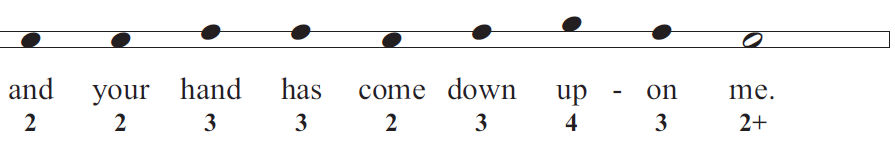 and your hand has come down up - on me.
2 2 3 3 2 3 4 3 2+